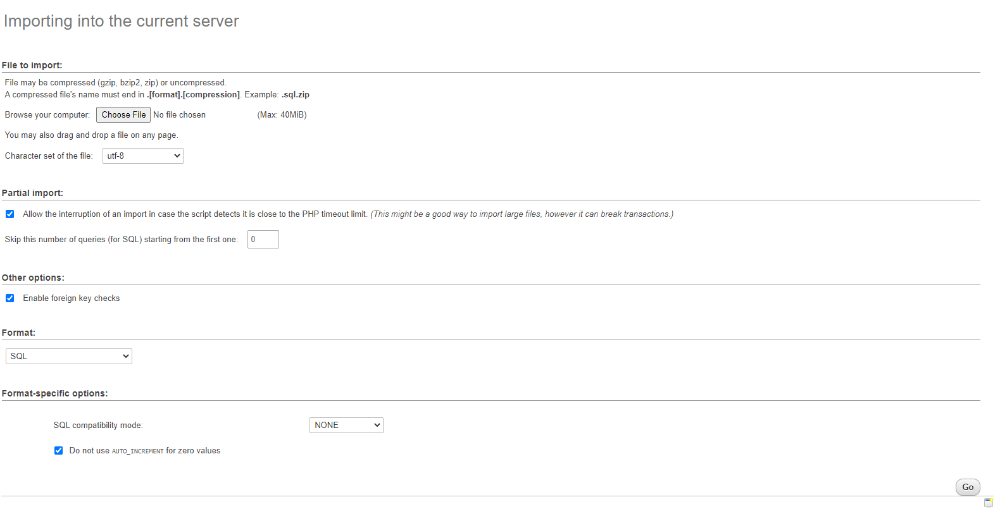 Importing into the current server
File to import:
File may be compressed (gzip, bzip2, zip) or uncompressed.
A compressed file's name must end in .[format].[compression]. Example: .sql.zip
Browse your computer: Choose File No file chosen (Max: 40MiB)
You may also drag and drop a file on any page.
Character set of the file: utf-8
Partial import:
Allow the interruption of an import in case the script detects it is close to the PHP timeout limit. (This might be a good way to import large files, however it can break transactions.)
Skip this number of queries (for SQL) starting from the first one: 0
Other options:
Enable foreign key checks
Format:
SQL
Format-specific options:
SQL compatibility mode: NONE
Do not use AUTO_INCREMENT for zero values
Go